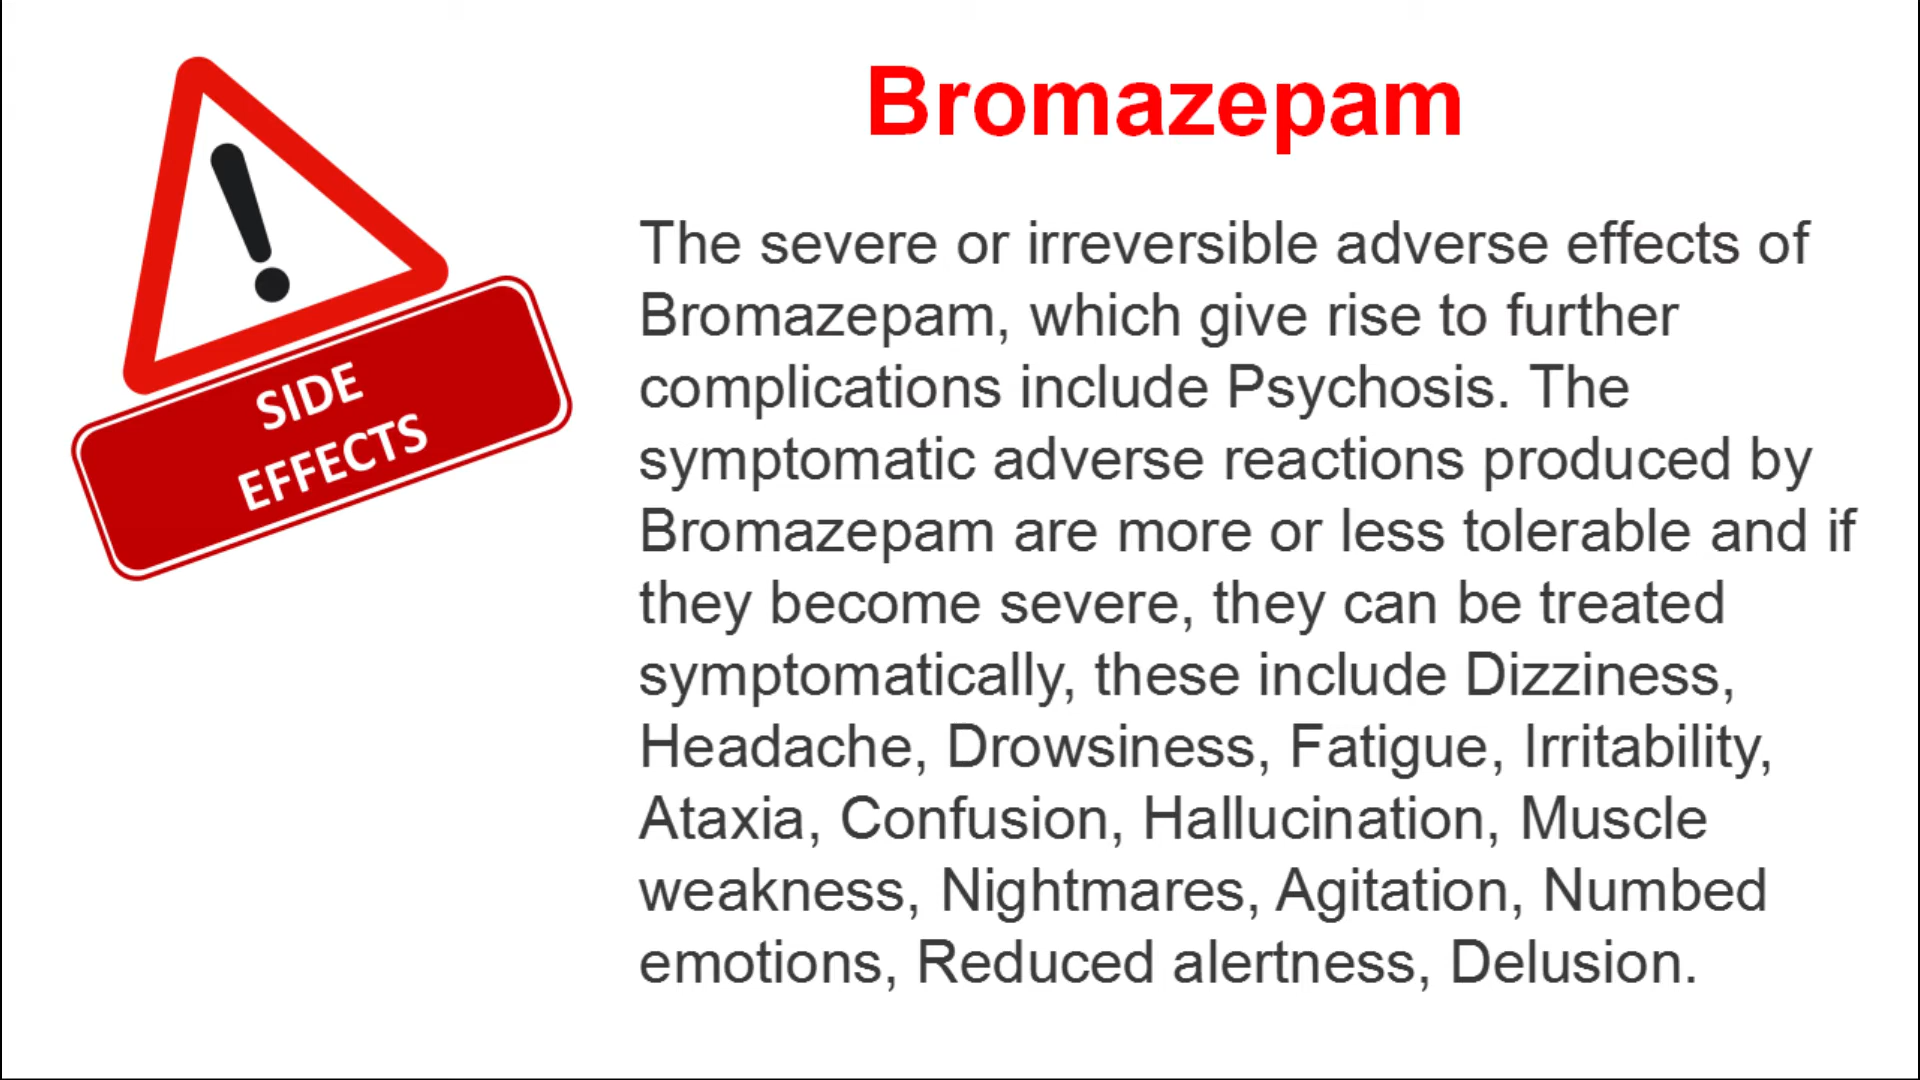 SIDE
EFFECTS
Bromazepam
The severe or irreversible adverse effects of
Bromazepam, which give rise to further
complications include Psychosis. The
symptomatic adverse reactions produced by
Bromazepam are more or less tolerable and if
they become severe, they can be treated
symptomatically, these include Dizziness,
Headache, Drowsiness, Fatigue, Irritability,
Ataxia, Confusion, Hallucination, Muscle
weakness, Nightmares, Agitation, Numbed
emotions, Reduced alertness, Delusion.